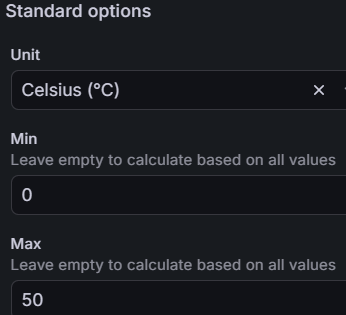 Standard options
Unit
Celsius (°C)
Min
Leave empty to calculate based on all values
0
Max
Leave empty to calculate based on all values
50